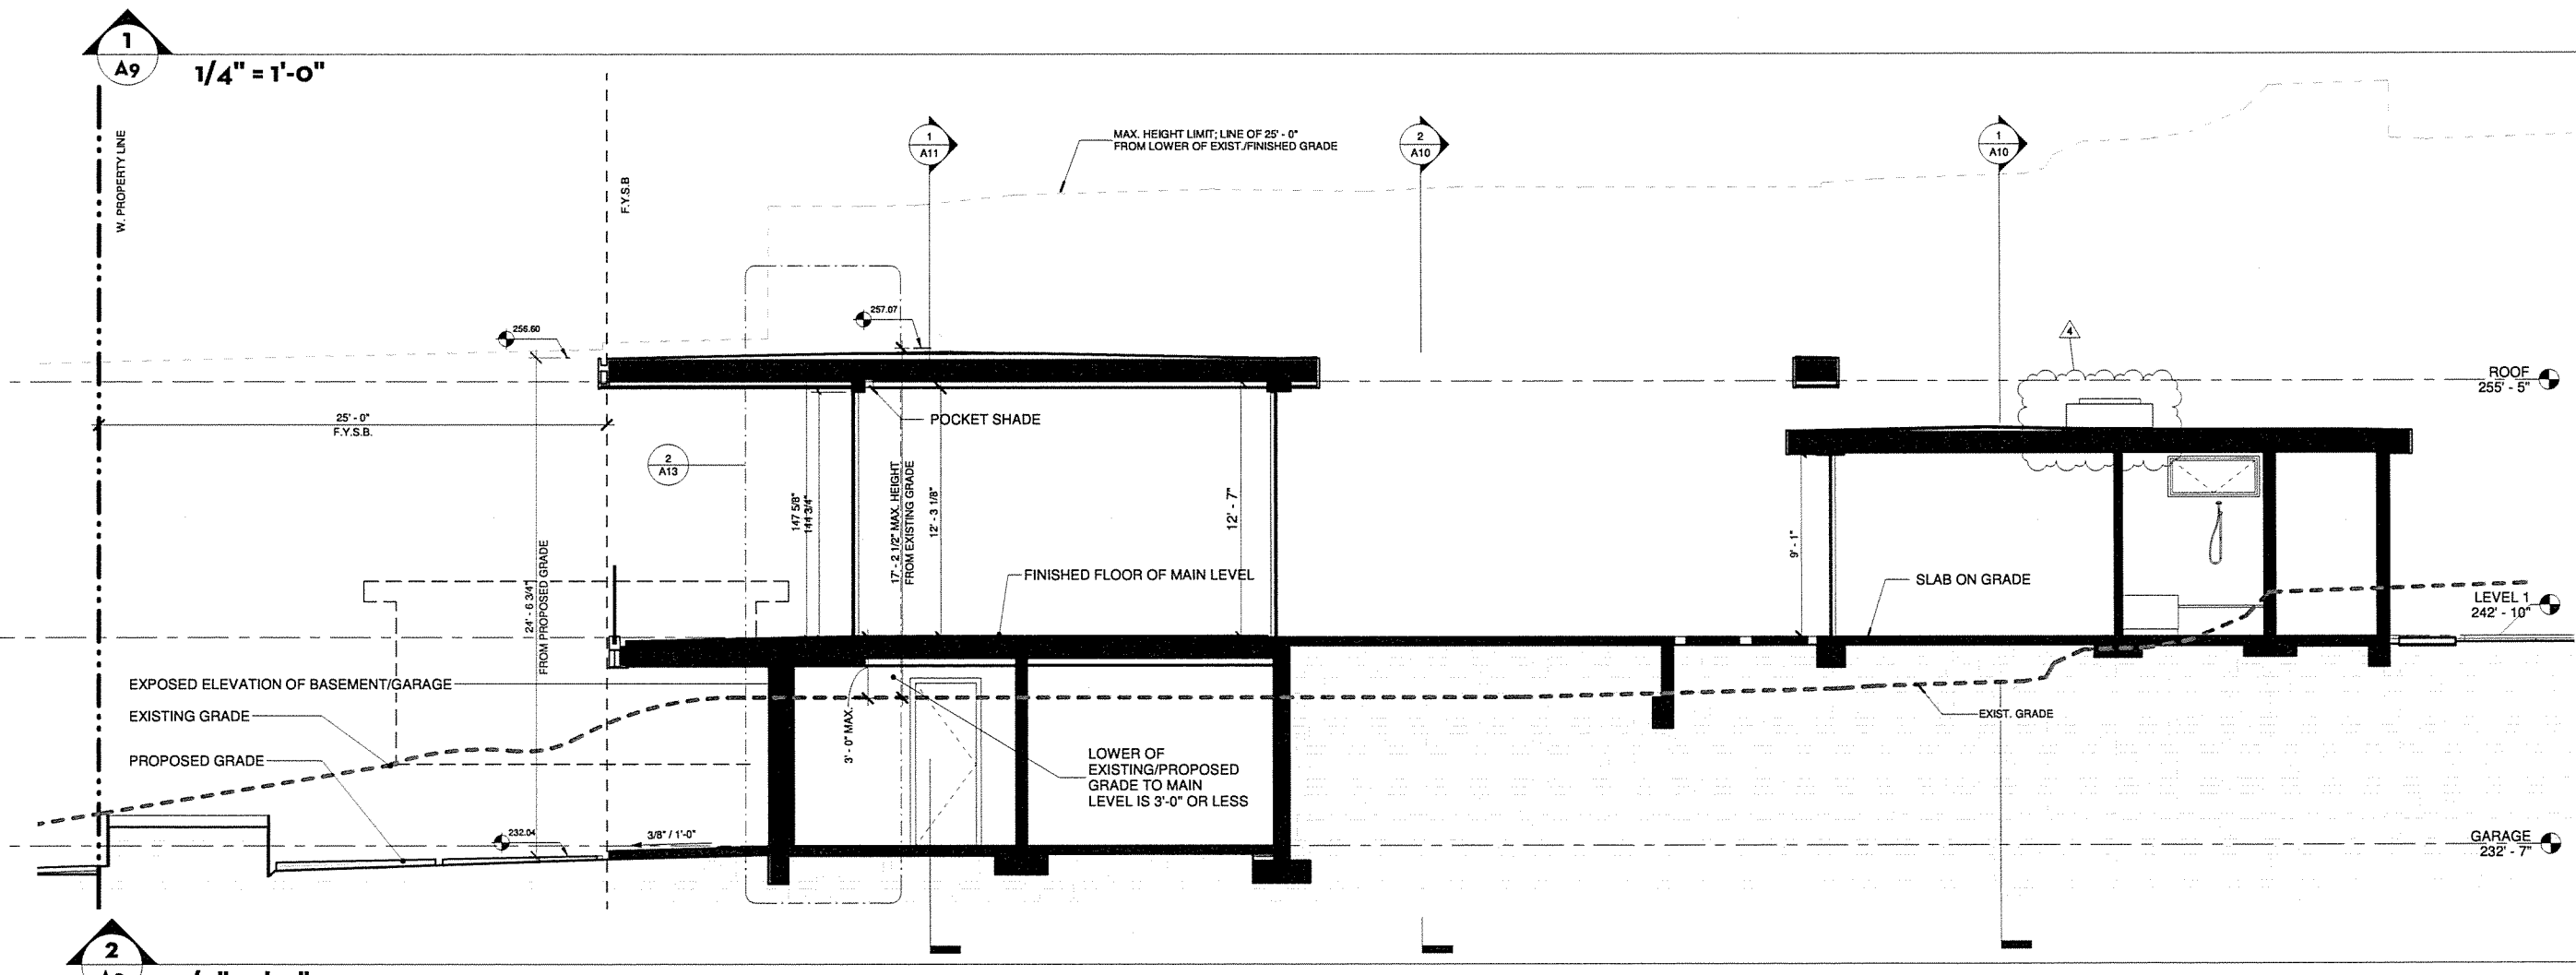 1
A9
1/4" = 1'-0"
W. PROPERTY LINE
F.Y.S.B
1
A11
MAX. HEIGHT LIMIT; LINE OF 25' - 0"
FROM LOWER OF EXIST./FINISHED GRADE
2
A10
1
A10
256.60
257.07
4
ROOF
255' - 5"
25' - 0"
F.Y.S.B.
POCKET SHADE
2
A13
147 5/8"
144 3/4"
17' - 2 1/2" MAX. HEIGHT
FROM EXISTING GRADE
12' - 3 1/8"
12' - 7"
9' - 1"
24' - 6 3/4"
FROM PROPOSED GRADE
FINISHED FLOOR OF MAIN LEVEL
SLAB ON GRADE
LEVEL 1
242' - 10"
EXPOSED ELEVATION OF BASEMENT/GARAGE
EXISTING GRADE
PROPOSED GRADE
3' - 0" MAX.
LOWER OF
EXISTING/PROPOSED
GRADE TO MAIN
LEVEL IS 3'-0" OR LESS
EXIST. GRADE
232.04
3/8" / 1'-0"
GARAGE
232' - 7"
2